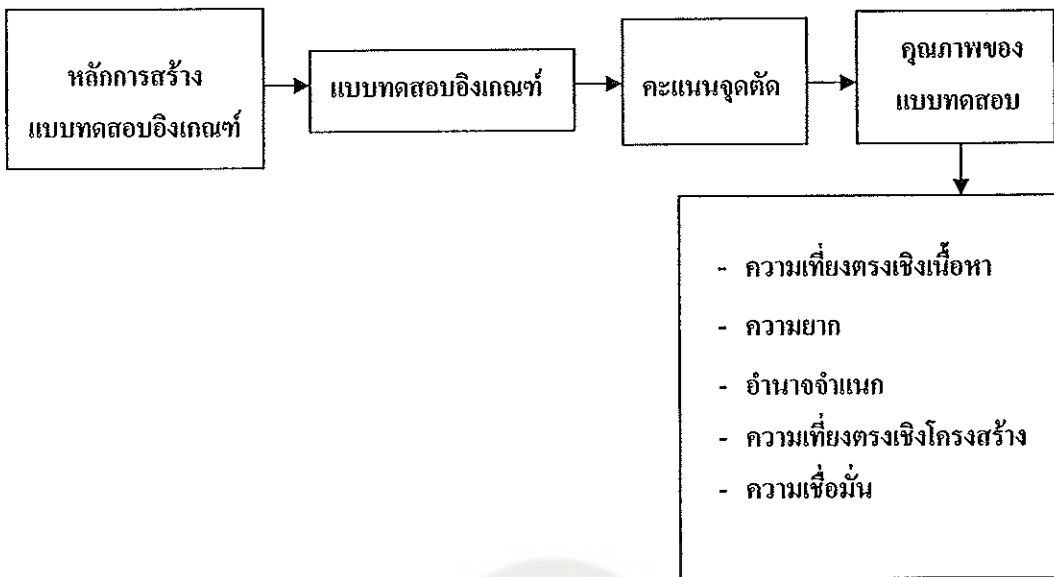 หลักการสร้าง
แบบทดสอบอิงเกณฑ์
แบบทดสอบอิงเกณฑ์
คะแนนจุดตัด
คุณภาพของ
แบบทดสอบ
- ความเที่ยงตรงเชิงเนื้อหา
- ความยาก
- อำนาจจำแนก
- ความเที่ยงตรงเชิงโครงสร้าง
- ความเชื่อมั่น